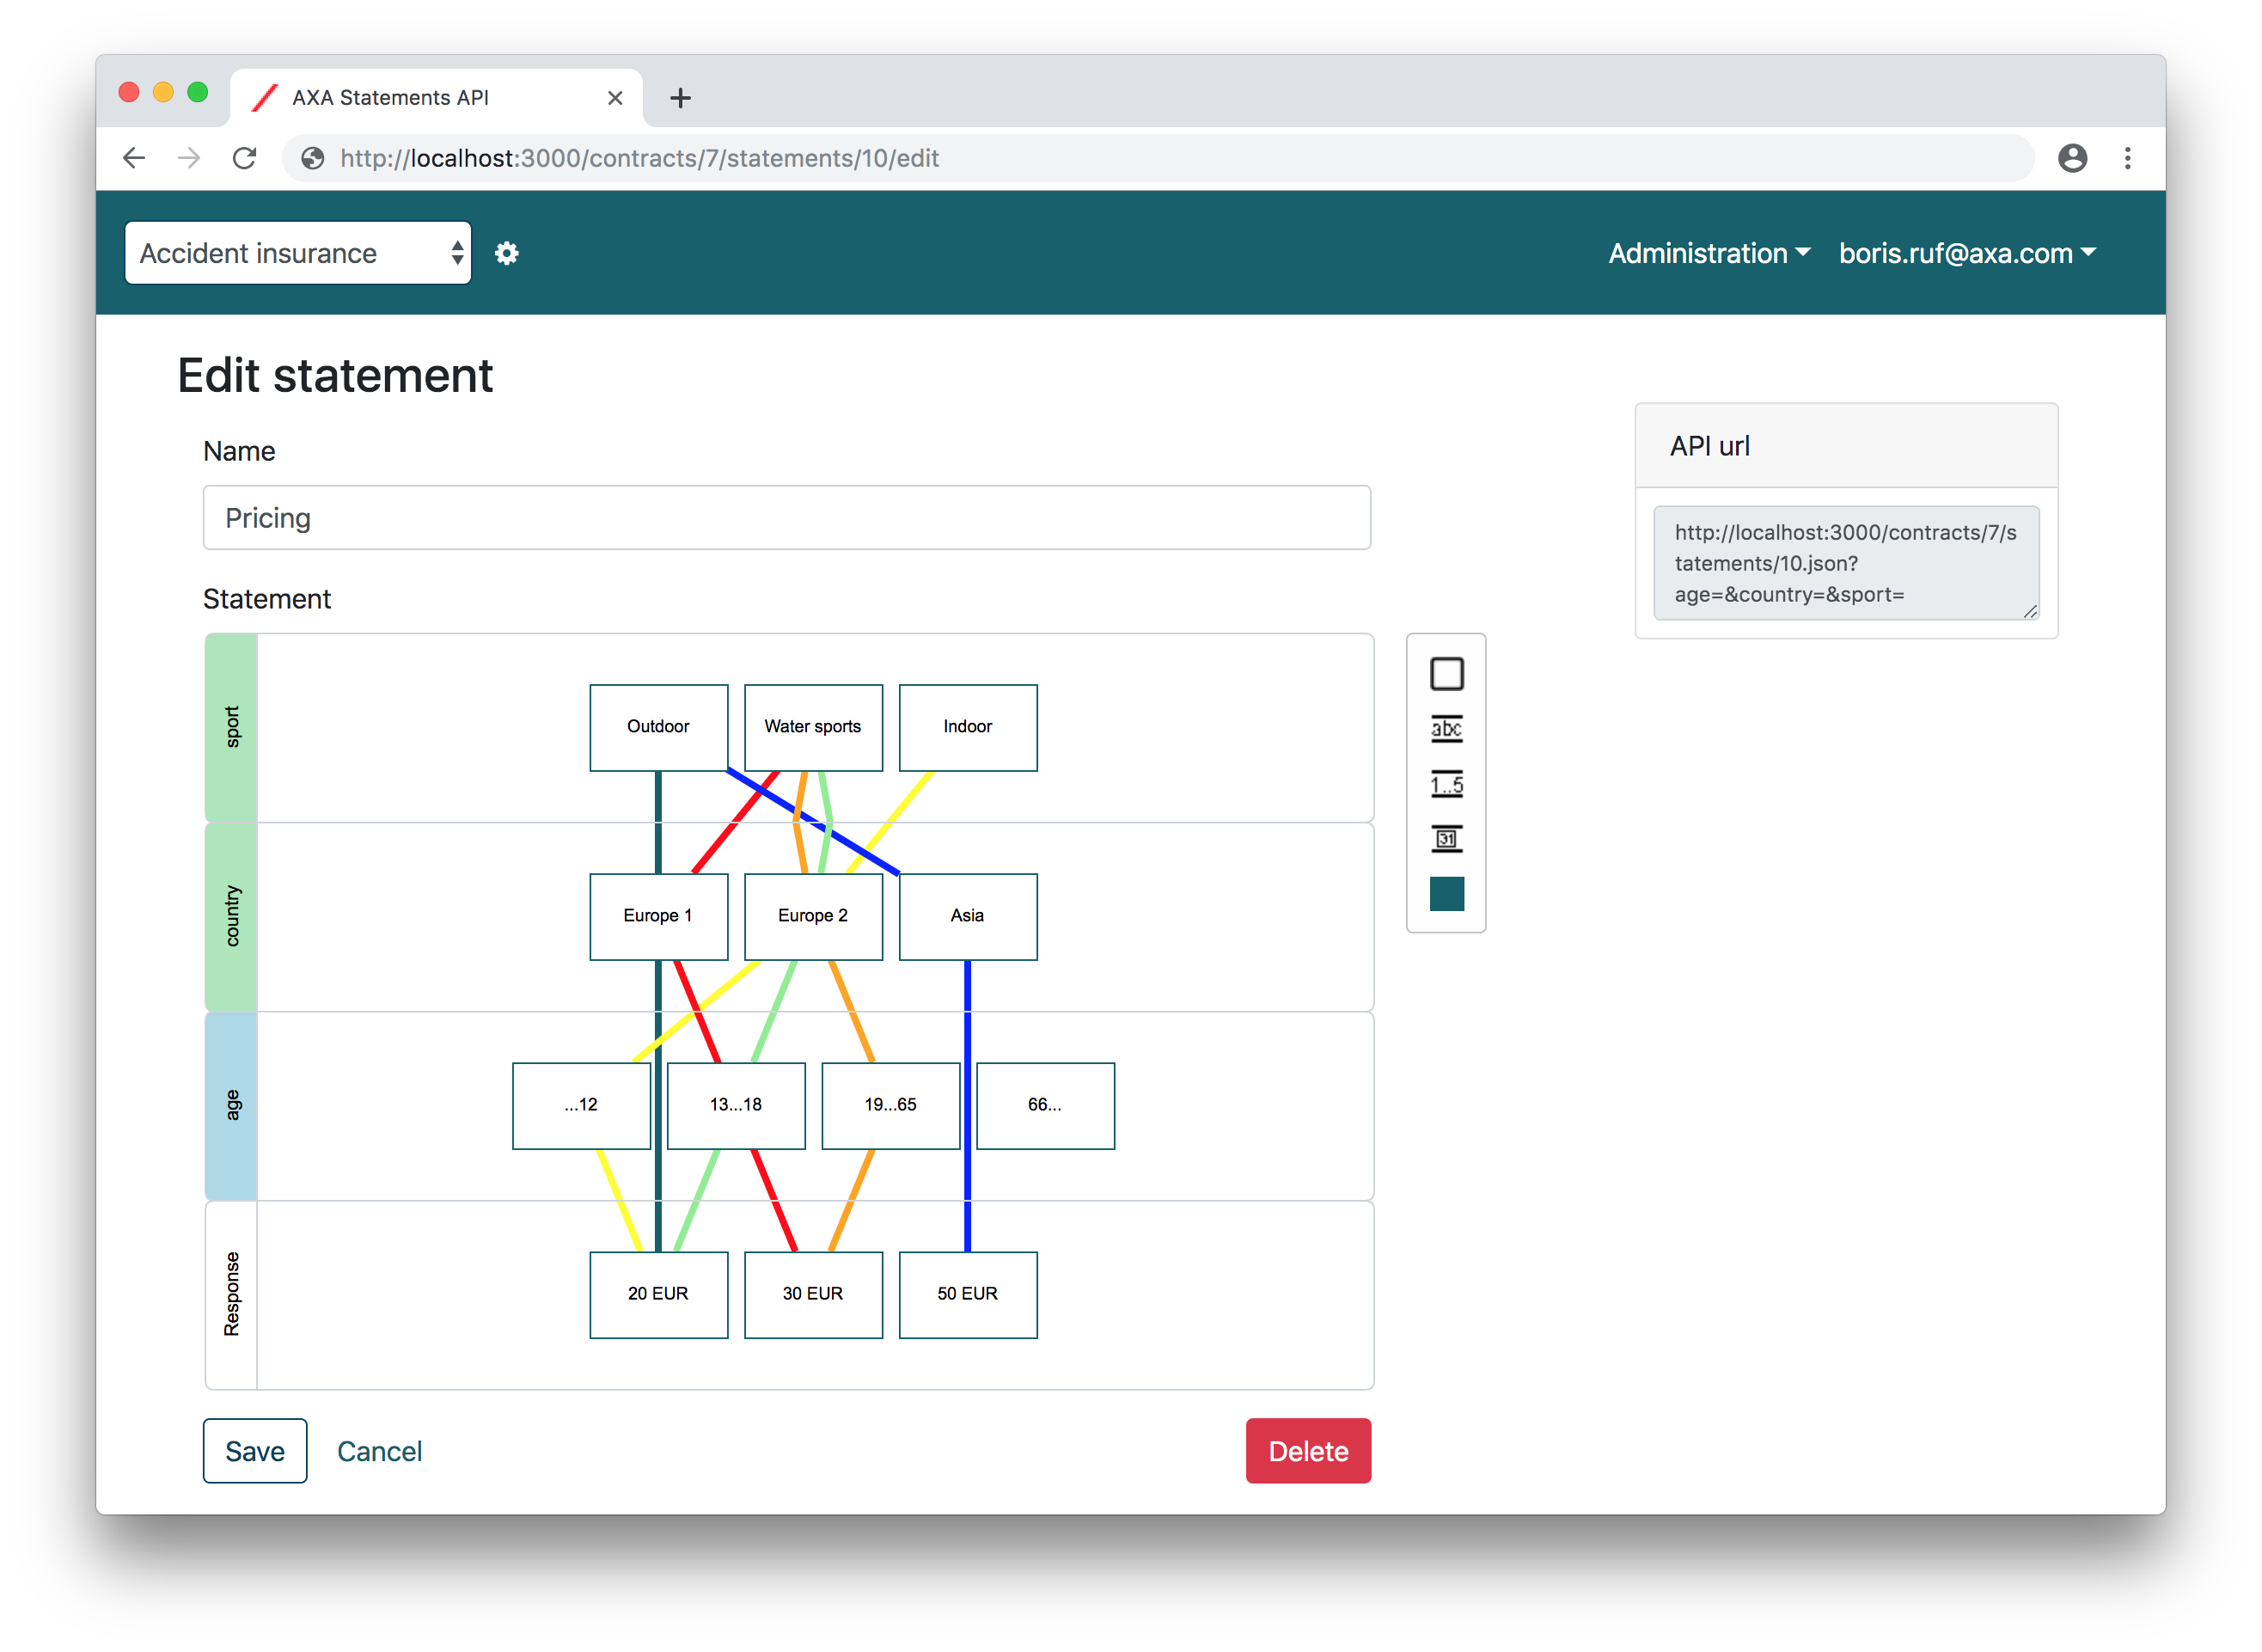 AXA Statements API
http://localhost:3000/contracts/7/statements/10/edit
Accident insurance
Administration
boris.ruf@axa.com
Edit statement
Name
Pricing
API url
http://localhost:3000/contracts/7/s
tatements/10.json?
age=&country=&sport=
Statement
sport
Outdoor
Water sports
Indoor
country
Europe 1
Europe 2
Asia
age
...12
13...18
19...65
66...
Response
20 EUR
30 EUR
50 EUR
abc
1..5
31
Save
Cancel
Delete